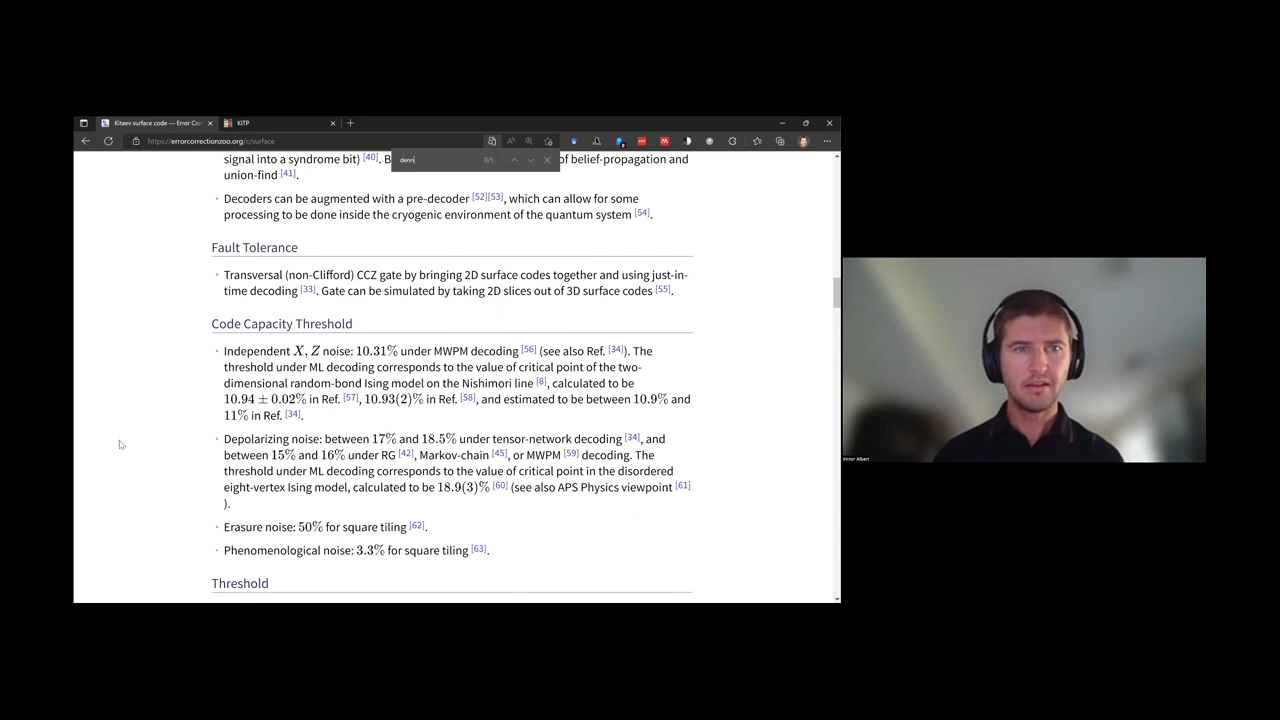 Kitaev surface code — Error Cor
KITP
https://errorcorrectionzoo.org/c/surface
denn
0/1
signal into a syndrome bit) [40]. B of belief-propagation and
union-find [41].
Decoders can be augmented with a pre-decoder [52][53], which can allow for some
processing to be done inside the cryogenic environment of the quantum system [54].
Fault Tolerance
Transversal (non-Clifford) CCZ gate by bringing 2D surface codes together and using just-in-
time decoding [33]. Gate can be simulated by taking 2D slices out of 3D surface codes [55].
Code Capacity Threshold
Independent X, Z noise: 10.31% under MWPM decoding [56] (see also Ref. [34]). The
threshold under ML decoding corresponds to the value of critical point of the two-
dimensional random-bond Ising model on the Nishimori line [8], calculated to be
10.94 ± 0.02% in Ref. [57], 10.93(2)% in Ref. [58], and estimated to be between 10.9% and
11% in Ref. [34].
Depolarizing noise: between 17% and 18.5% under tensor-network decoding [34], and
between 15% and 16% under RG [42], Markov-chain [45], or MWPM [59] decoding. The
threshold under ML decoding corresponds to the value of critical point in the disordered
eight-vertex Ising model, calculated to be 18.9(3)% [60] (see also APS Physics viewpoint [61]
).
Erasure noise: 50% for square tiling [62].
Phenomenological noise: 3.3% for square tiling [63].
Threshold
Victor Albert